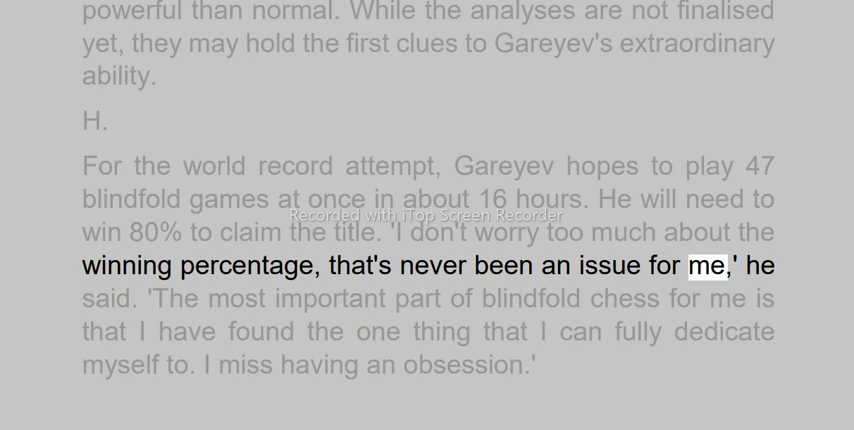 powerful than normal. While the analyses are not finalised
yet, they may hold the first clues to Gareyev's extraordinary
ability.
H.
For the world record attempt, Gareyev hopes to play 47
blindfold games at once in about 16 hours. He will need to
Recorded with iTop Screen Recorder
win 80% to claim the title. 'I don't worry too much about the
winning percentage, that's never been an issue for me,' he
said. 'The most important part of blindfold chess for me is
that I have found the one thing that I can fully dedicate
myself to. I miss having an obsession.'